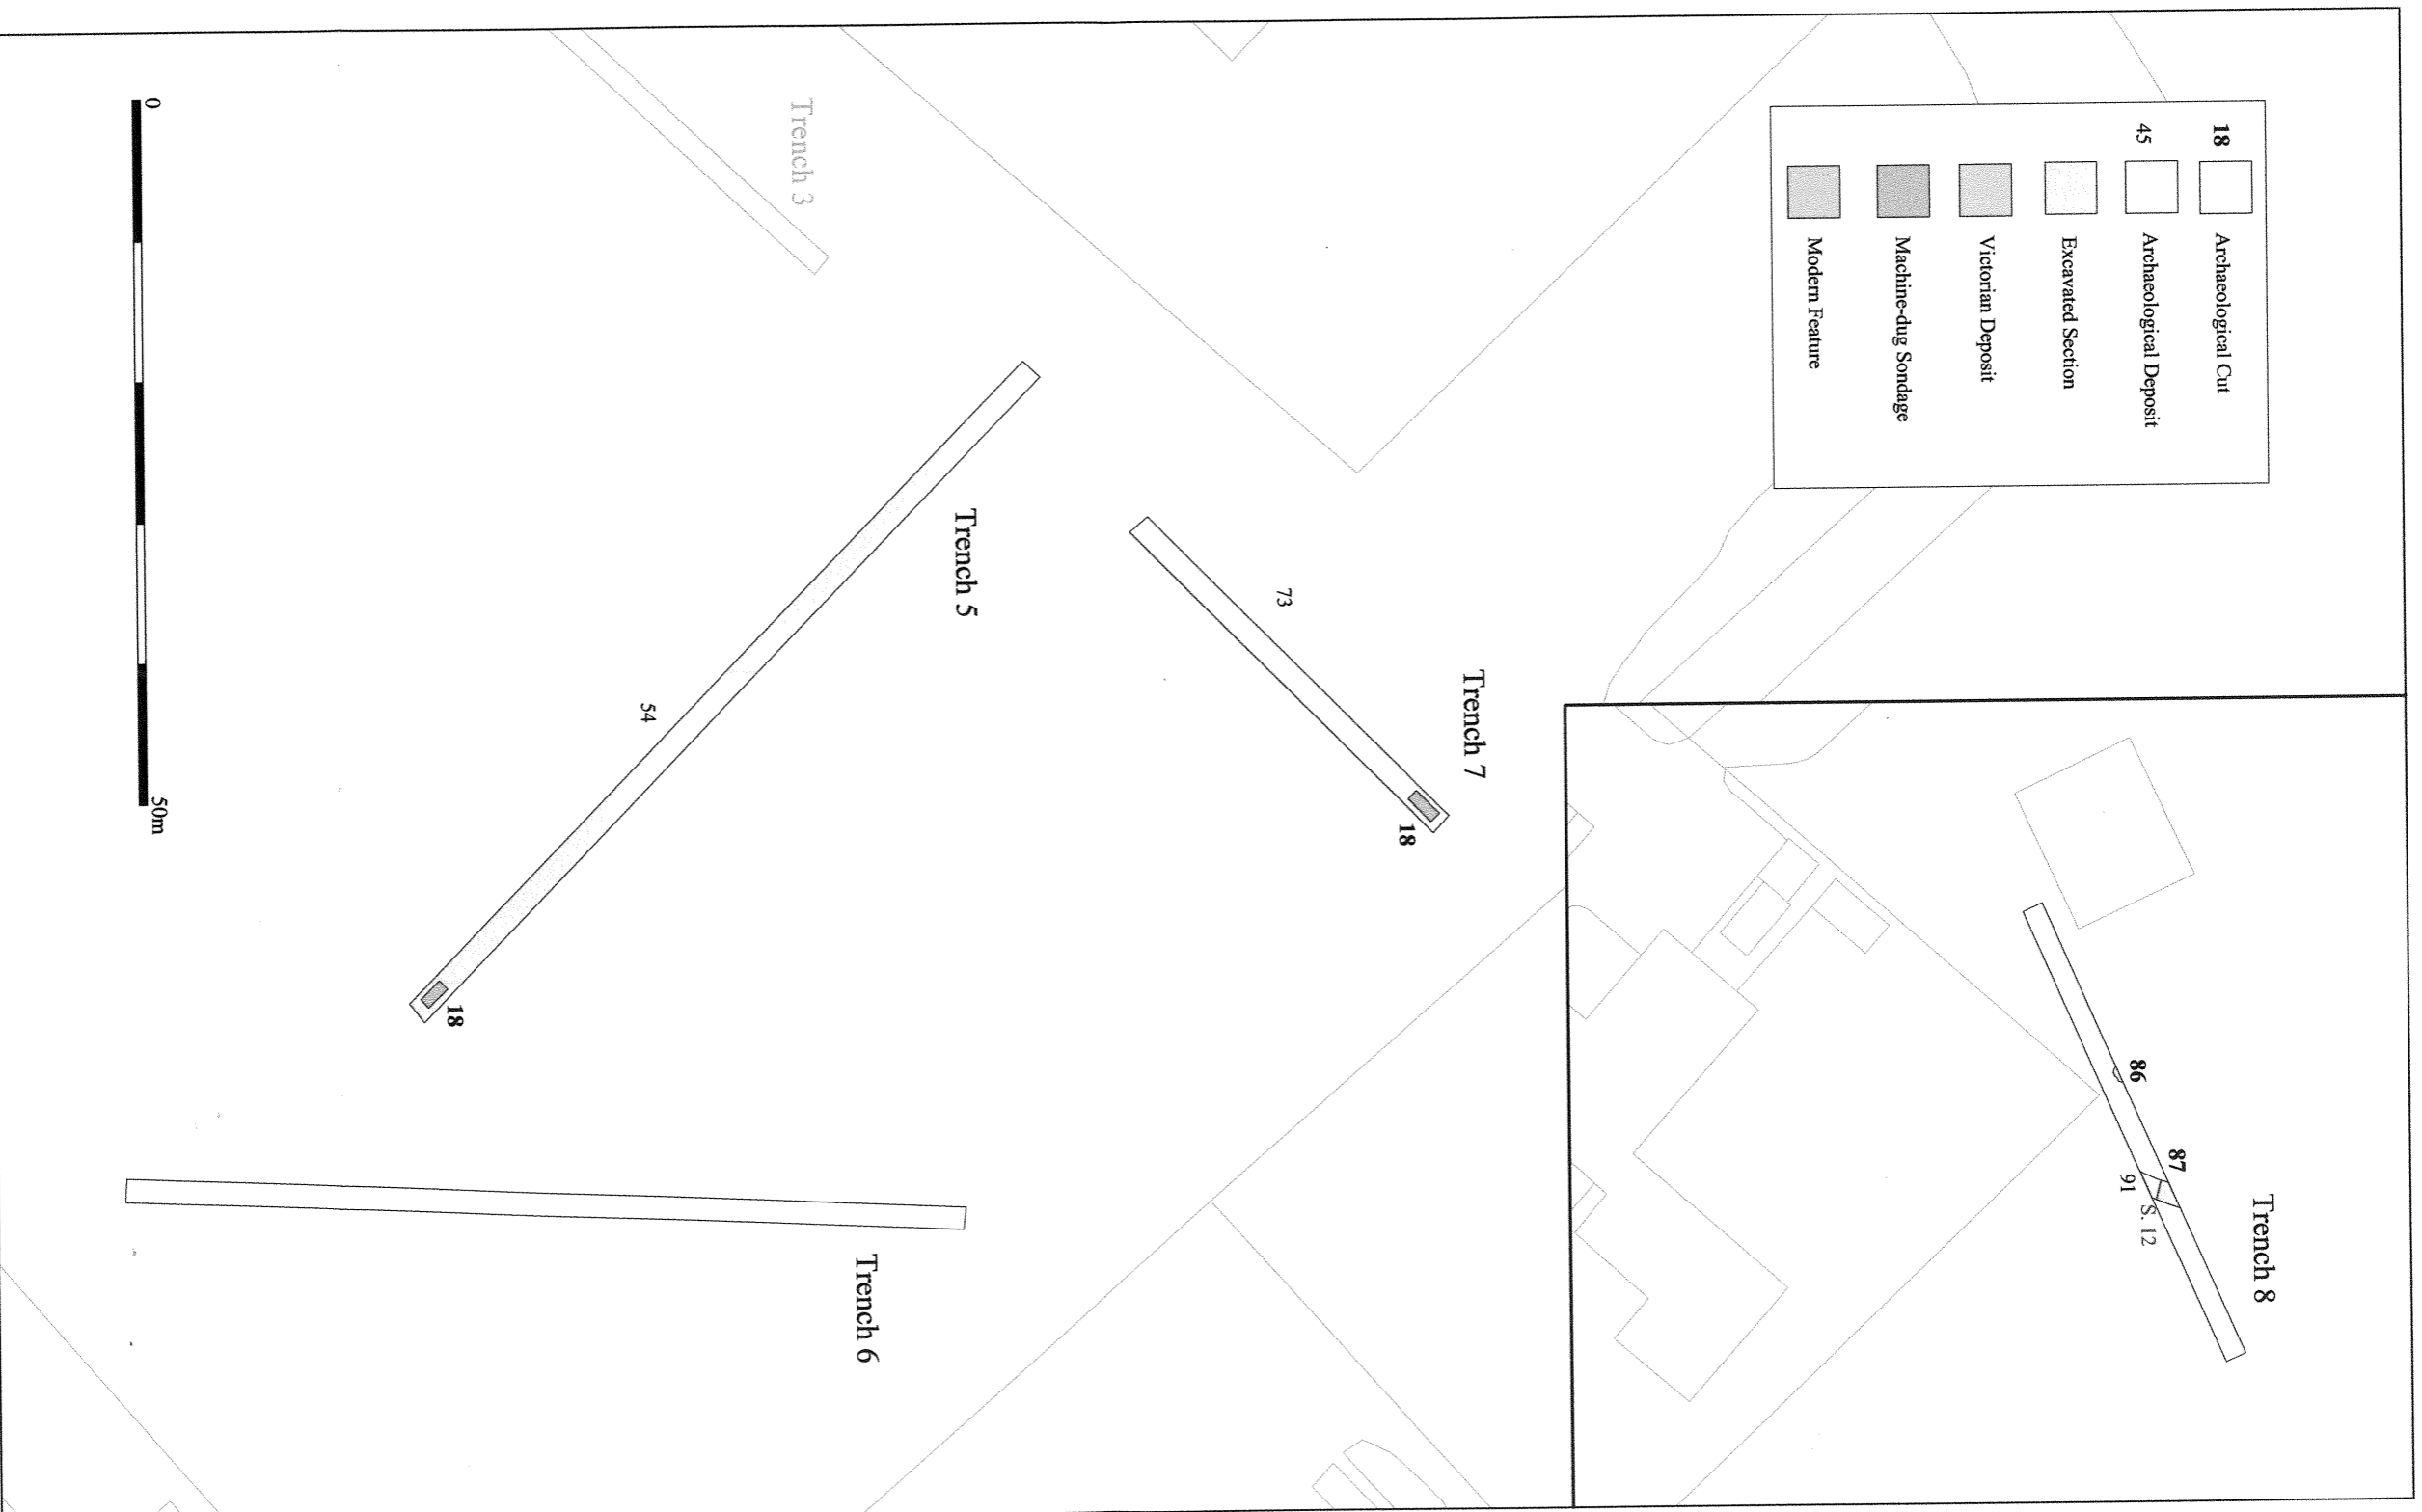 18 Archaeological Cut
45 Archaeological Deposit
Excavated Section
Victorian Deposit
Machine-dug Sondage
Modern Feature
Trench 8
86
87
91
S. 12
Trench 7
73
18
Trench 5
54
18
Trench 3
Trench 6
0
50m